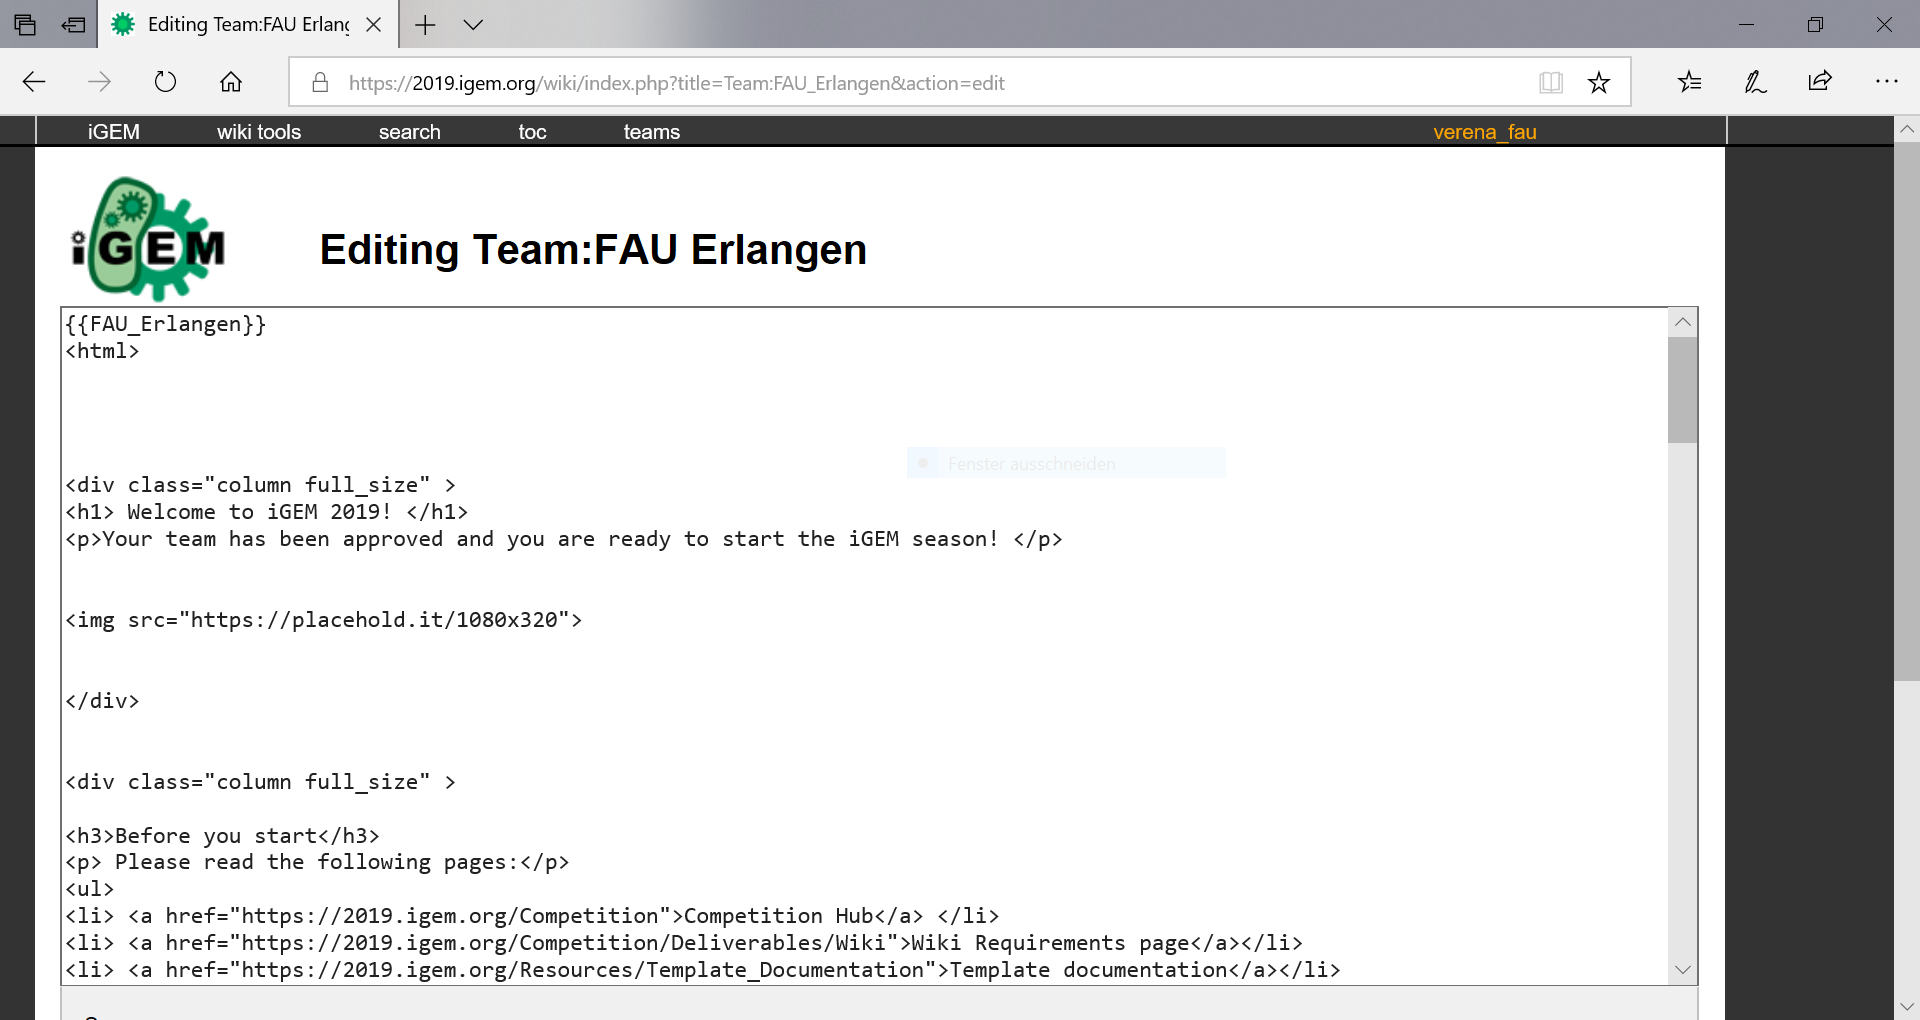 Editing Team:FAU Erlang
https://2019.igem.org/wiki/index.php?title=Team:FAU_Erlangen&action=edit
iGEM wiki tools search toc teams verena_fau
iGEM
Editing Team:FAU Erlangen
{{FAU_Erlangen}}
<html>
Fenster ausschneiden
<div class="column full_size" >
<h1> Welcome to iGEM 2019! </h1>
<p>Your team has been approved and you are ready to start the iGEM season! </p>
<img src="https://placehold.it/1080x320">
</div>
<div class="column full_size" >
<h3>Before you start</h3>
<p> Please read the following pages:</p>
<ul>
<li> <a href="https://2019.igem.org/Competition">Competition Hub</a> </li>
<li> <a href="https://2019.igem.org/Competition/Deliverables/Wiki">Wiki Requirements page</a></li>
<li> <a href="https://2019.igem.org/Resources/Template_Documentation">Template documentation</a></li>